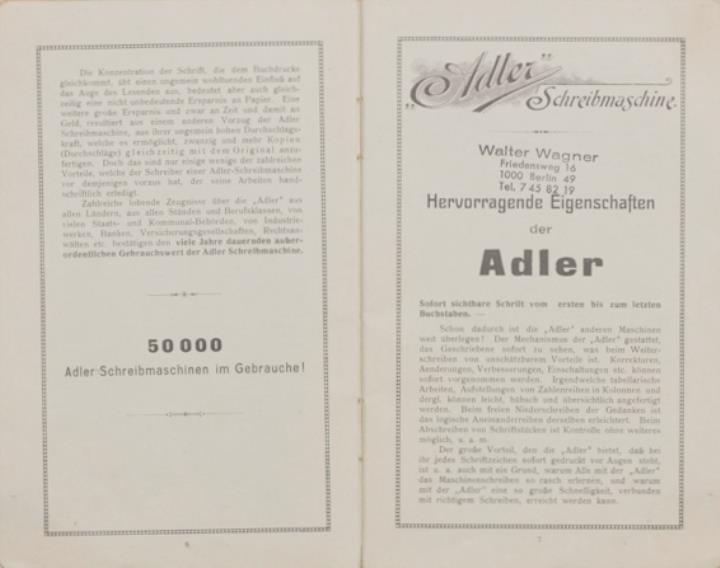 Die Konzentration der Schrift, die dem Buchdrucke
gleichkommt, übt einen ungemein wohltuenden Einfluß auf
das Auge des Lesenden aus, bedeutet aber auch gleich-
zeitig eine nicht unbedeutende Ersparnis an Papier. Eine
weitere große Ersparnis und zwar an Zeit und damit an
Geld, resultiert aus einem anderen Vorzug der Adler
Schreibmaschine, aus ihrer ungemein hohen Durchschlags-
kraft, welche es ermöglicht, zwanzig und mehr Kopien
(Durchschläge) gleichzeitig mit dem Original anzu-
fertigen. Doch das sind nur einige wenige der zahlreichen
Vorteile, welche der Schreiber einer Adler-Schreibmaschine
vor demjenigen voraus hat, der seine Arbeiten hand-
schriftlich erledigt.
Zahlreiche lobende Zeugnisse über die „Adler" aus
allen Ländern, aus allen Ständen und Berufsklassen, von
vielen Staats- und Kommunal-Behörden, von Industrie-
werken, Banken, Versicherungsgesellschaften, Rechtsan-
wälten etc. bestätigen den viele Jahre dauernden außer-
ordentlichen Gebrauchswert der Adler Schreibmaschine.
50000
Adler-Schreibmaschinen im Gebrauche!
6
„Adler"
Schreibmaschine.
Walter Wagner
Friedensweg 16
1000 Berlin 49
Tel. 7 45 82 19
Hervorragende Eigenschaften
der
Adler
Sofort sichtbare Schrift vom ersten bis zum letzten
Buchstaben. —
Schon dadurch ist die „Adler" anderen Maschinen
weit überlegen! Der Mechanismus der „Adler" gestattet,
das Geschriebene sofort zu sehen, was beim Weiter-
schreiben von unschätzbarem Vorteile ist. Korrekturen,
Aenderungen, Verbesserungen, Einschaltungen etc. können
sofort vorgenommen werden. Irgendwelche tabellarische
Arbeiten, Aufstellungen von Zahlenreihen in Kolonnen und
dergl. können leicht, hübsch und übersichtlich angefertigt
werden. Beim freien Niederschreiben der Gedanken ist
das logische Aneinanderreihen derselben erleichtert. Beim
Abschreiben von Schriftstücken ist Kontrolle ohne weiteres
möglich, u. a. m.
Der große Vorteil, den die „Adler" bietet, daß bei
ihr jedes Schriftzeichen sofort gedruckt vor Augen steht,
ist u. a. auch mit ein Grund, warum Alle mit der „Adler"
das Maschinenschreiben so rasch erlernen, und warum
mit der „Adler" eine so große Schnelligkeit, verbunden
mit richtigem Schreiben, erreicht werden kann.
7